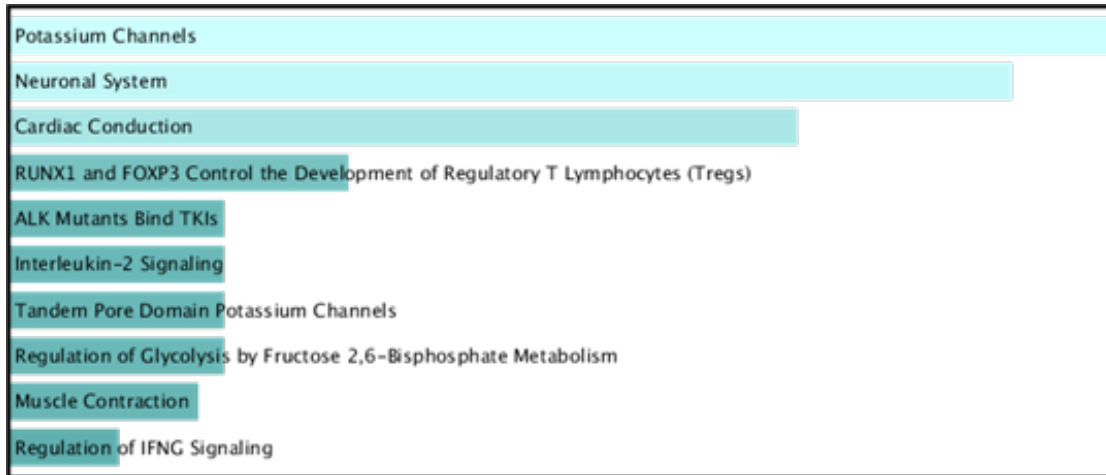 Potassium Channels
Neuronal System
Cardiac Conduction
RUNX1 and FOXP3 Control the Development of Regulatory T Lymphocytes (Tregs)
ALK Mutants Bind TKIs
Interleukin-2 Signaling
Tandem Pore Domain Potassium Channels
Regulation of Glycolysis by Fructose 2,6-Bisphosphate Metabolism
Muscle Contraction
Regulation of IFNG Signaling